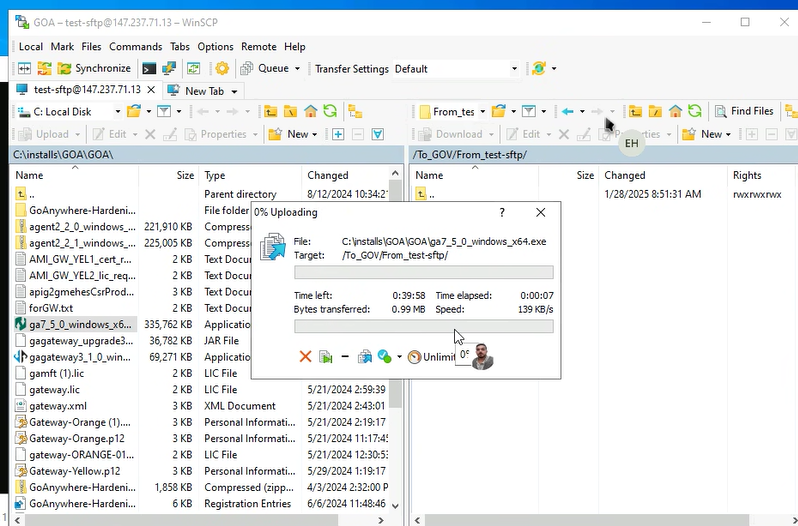 GOA – test-sftp@147.237.71.13 – WinSCP
Local Mark Files Commands Tabs Options Remote Help
Synchronize Queue Transfer Settings Default
test-sftp@147.237.71.13 New Tab
C: Local Disk From_tes Find Files
Upload Edit Properties New Download Edit Properties New
EH
C:\installs\GOA\GOA\ /To_GOV/From_test-sftp/
Name Size Type Changed Name Size Changed Rights
.. Parent directory 8/12/2024 10:34:2 .. 1/28/2025 8:51:31 AM rwxrwxrwx
GoAnywhere-Hardeni... File folder
agent2_2_0_windows_... 221,910 KB Compress
agent2_2_1_windows_... 225,005 KB Compress
AMI_GW_YEL1_cert_r... 2 KB Text Docu
AMI_GW_YEL2_lic_req... 2 KB Text Docu
apig2gmehesCsrProd... 2 KB Text Docu
forGW.txt 2 KB Text Docu
ga7_5_0_windows_x6... 335,762 KB Applicati
gagateway_upgrade3... 36,782 KB JAR File
gagateway3_1_0_win... 69,271 KB Applicati
gamft (1).lic 2 KB LIC File
gateway.lic 2 KB LIC File 5/21/2024 2:59:39
gateway.xml 3 KB XML Document 5/21/2024 2:43:01
Gateway-Orange (1)... 3 KB Personal Informati... 5/21/2024 2:19:17
Gateway-Orange.p12 3 KB Personal Informati... 5/21/2024 11:17:45
gateway-ORANGE-01... 2 KB LIC File 5/21/2024 12:30:5
Gateway-Yellow.p12 3 KB Personal Informati... 5/29/2024 1:19:17
GoAnywhere-Hardeni... 1,858 KB Compressed (zipp... 4/3/2024 2:32:00 P
GoAnywhere-Hardeni... 6 KB Registration Entries 6/6/2024 11:48:46
0% Uploading
File: C:\installs\GOA\GOA\ga7_5_0_windows_x64.exe
Target: /To_GOV/From_test-sftp/
Time left: 0:39:58 Time elapsed: 0:00:07
Bytes transferred: 0.99 MB Speed: 139 KB/s
Unlimit